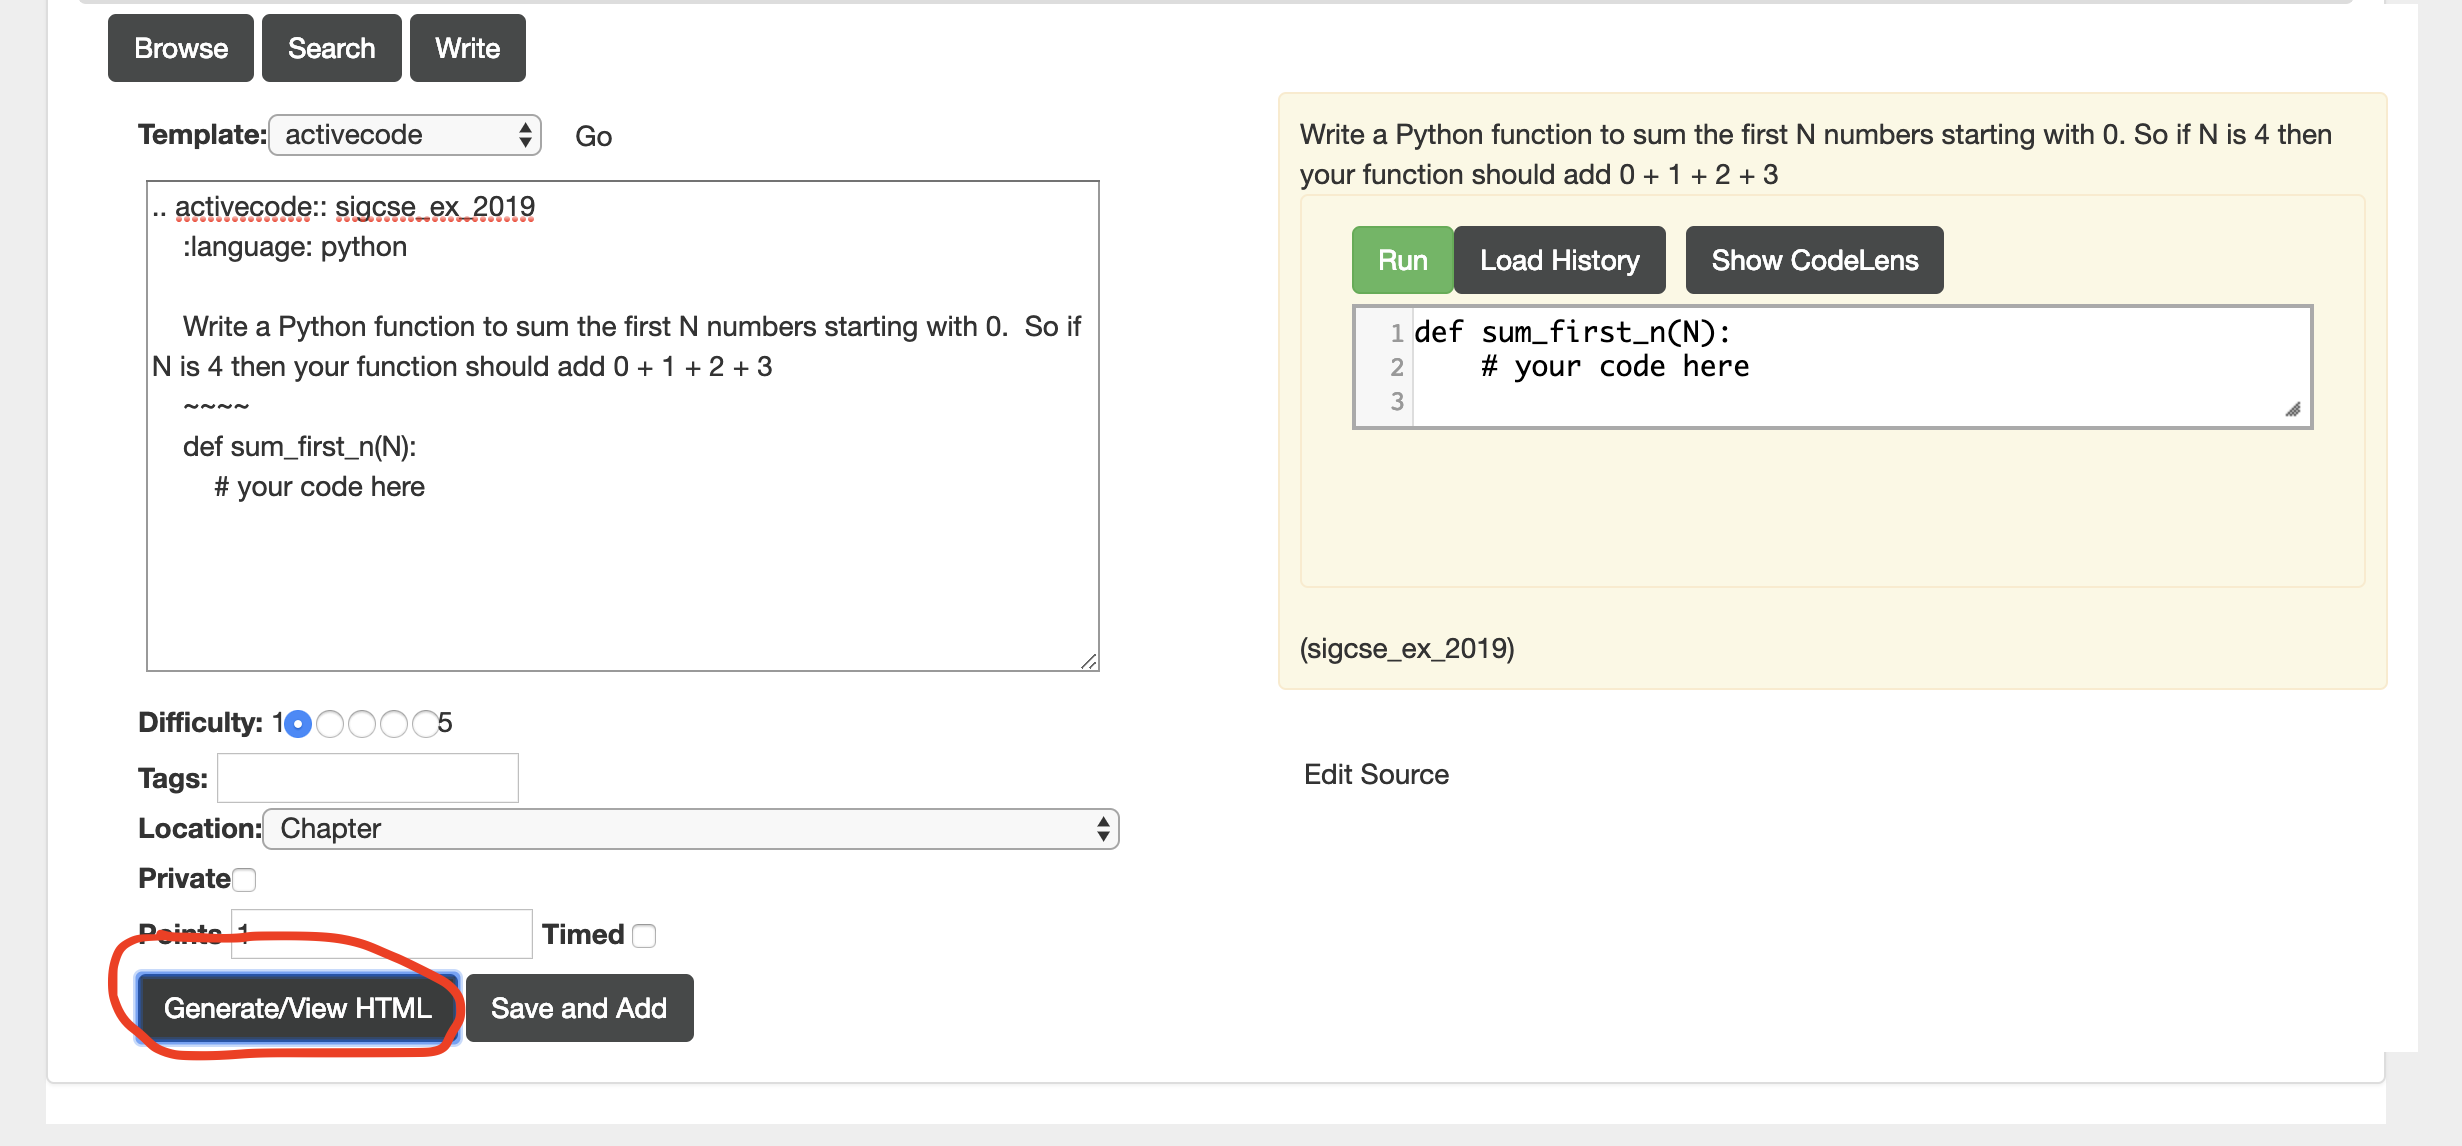 Browse Search Write
Template: activecode Go
.. activecode:: sigcse_ex_2019
:language: python
Write a Python function to sum the first N numbers starting with 0.  So if
N is 4 then your function should add 0 + 1 + 2 + 3
~~~~
def sum_first_n(N):
# your code here
Difficulty: 1 5
Tags:
Location: Chapter
Private
Points 1 Timed
Generate/View HTML Save and Add
Write a Python function to sum the first N numbers starting with 0. So if N is 4 then
your function should add 0 + 1 + 2 + 3
Run Load History Show CodeLens
1 def sum_first_n(N):
2 # your code here
3
(sigcse_ex_2019)
Edit Source